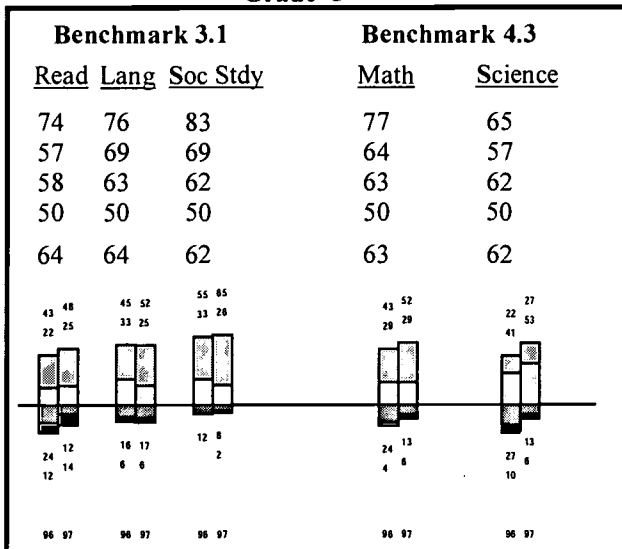 Benchmark 3.1 Benchmark 4.3
Read Lang Soc Stdy Math Science
74 76 83 77 65
57 69 69 64 57
58 63 62 63 62
50 50 50 50 50
64 64 62 63 62
43 48 45 52 55 65 43 52 22 27
22 25 33 25 33 26 29 29 41 53
24 12 16 17 12 8 24 13 27 13
12 14 6 6 2 4 6 10 6
96 97 96 97 96 97 96 97 96 97